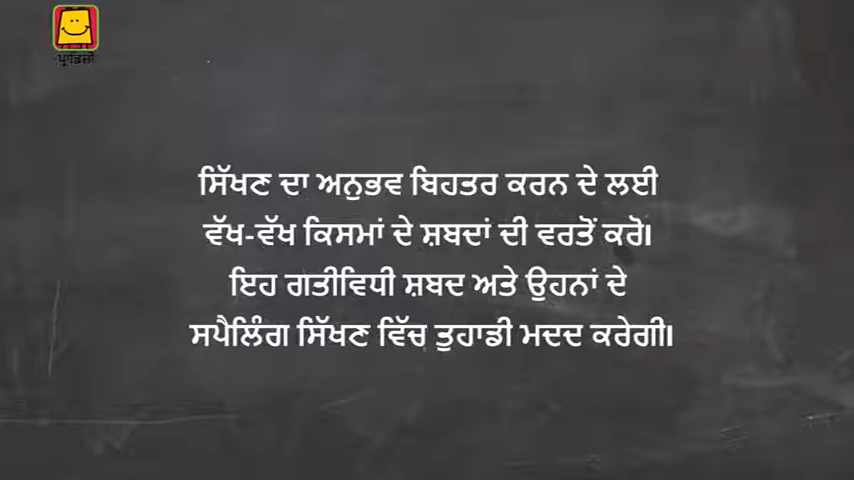 ਸਿੱਖਣ ਦਾ ਅਨੁਭਵ ਬਿਹਤਰ ਕਰਨ ਦੇ ਲਈ
ਵੱਖ-ਵੱਖ ਕਿਸਮਾਂ ਦੇ ਸ਼ਬਦਾਂ ਦੀ ਵਰਤੋਂ ਕਰੋ।
ਇਹ ਗਤੀਵਿਧੀ ਸ਼ਬਦ ਅਤੇ ਉਹਨਾਂ ਦੇ
ਸਪੈਲਿੰਗ ਸਿੱਖਣ ਵਿੱਚ ਤੁਹਾਡੀ ਮਦਦ ਕਰੇਗੀ।